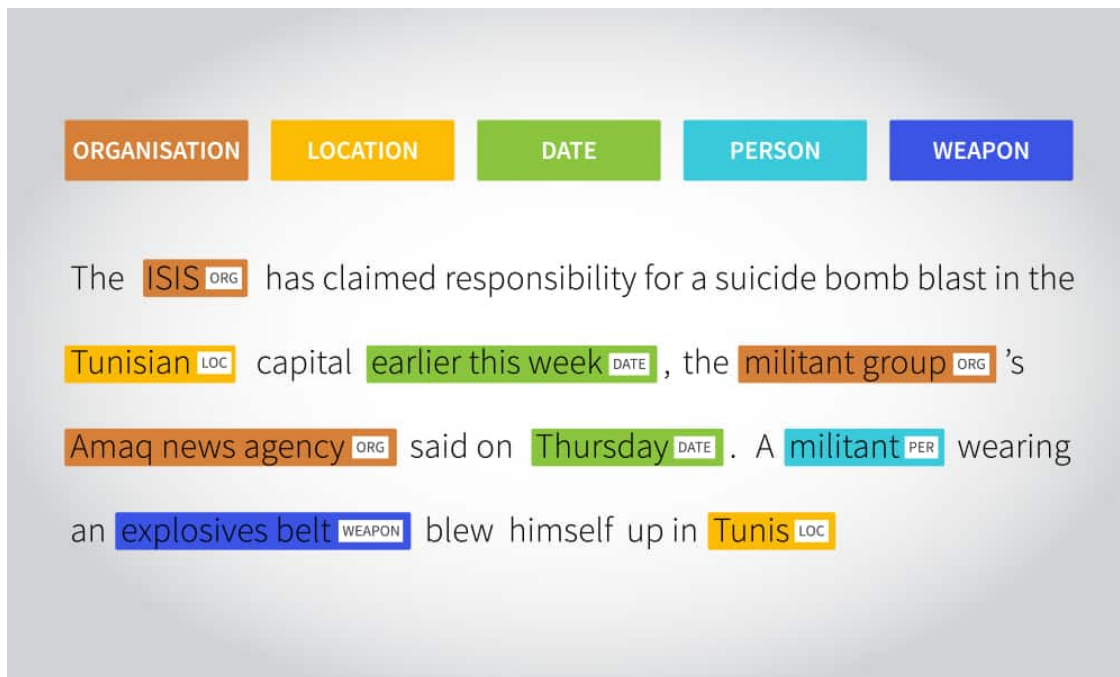 ORGANISATION LOCATION DATE PERSON WEAPON
The ISIS ORG has claimed responsibility for a suicide bomb blast in the
Tunisian LOC capital earlier this week DATE , the militant group ORG ’s
Amaq news agency ORG said on Thursday DATE . A militant PER wearing
an explosives belt WEAPON blew himself up in Tunis LOC